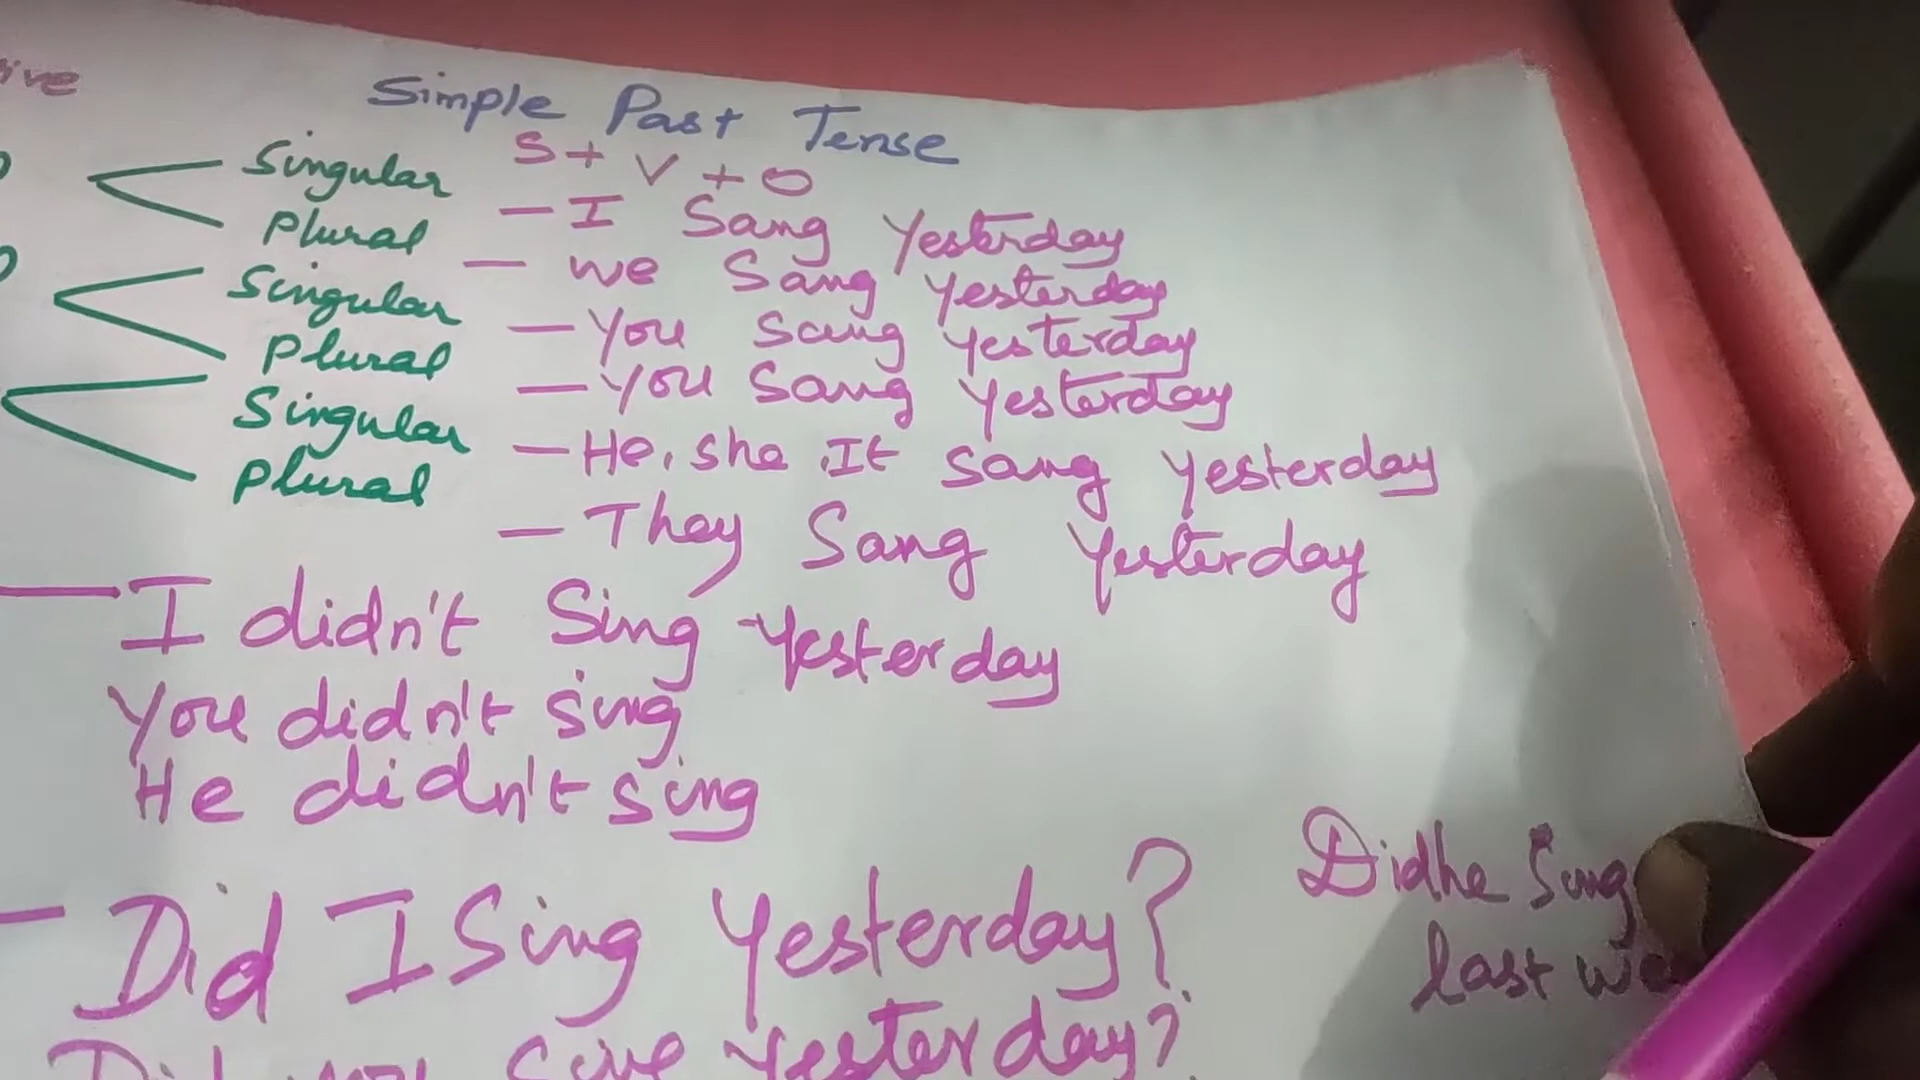 Simple Past Tense
S + V + O
Singular — I Sang Yesterday
Plural — We Sang Yesterday
Singular — You Sang Yesterday
Plural — You Sang Yesterday
Singular — He, She, It Sang Yesterday
Plural — They Sang Yesterday
— I didn't Sing Yesterday
You didn't sing
He didn't sing
— Did I Sing Yesterday?
Did he Sing
last
Yesterday?